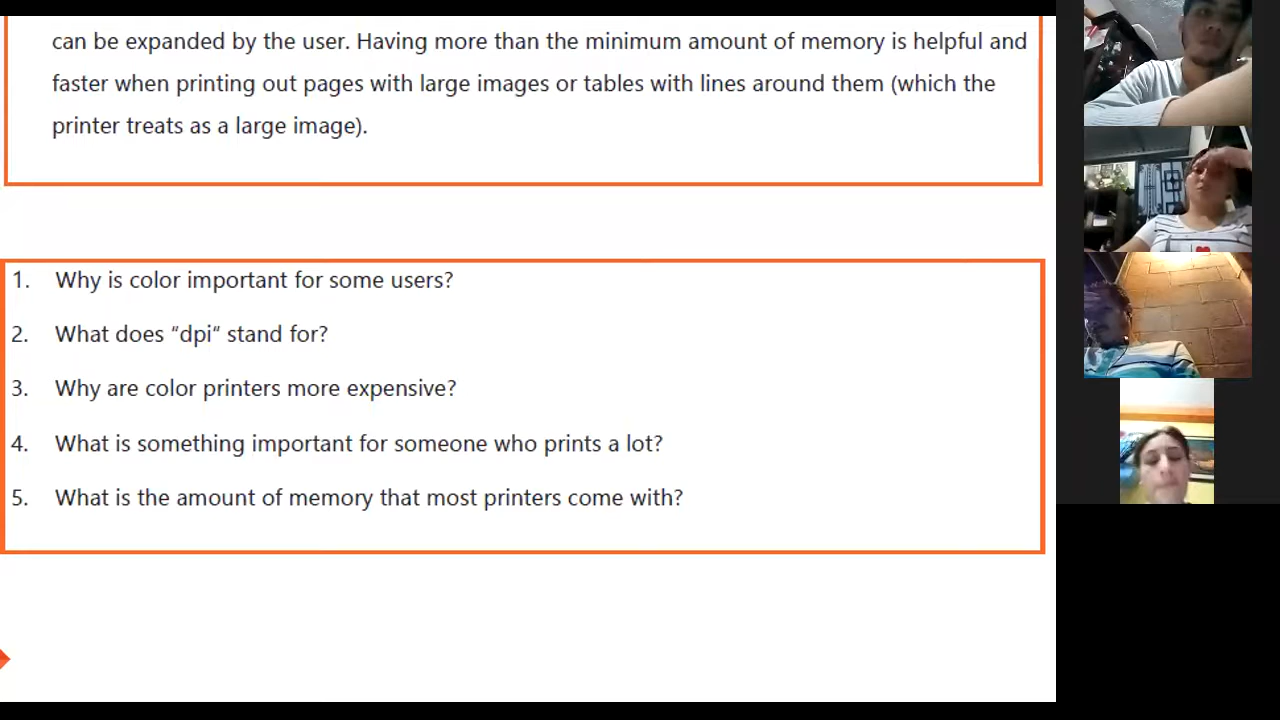 can be expanded by the user. Having more than the minimum amount of memory is helpful and
faster when printing out pages with large images or tables with lines around them (which the
printer treats as a large image).
1. Why is color important for some users?
2. What does “dpi“ stand for?
3. Why are color printers more expensive?
4. What is something important for someone who prints a lot?
5. What is the amount of memory that most printers come with?